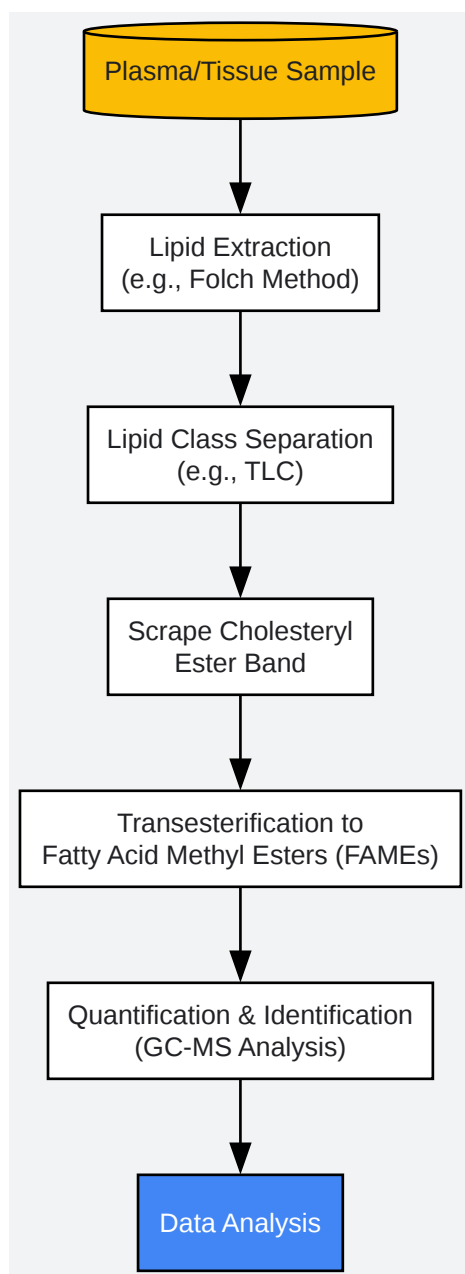 Plasma/Tissue Sample
Lipid Extraction
(e.g., Folch Method)
Lipid Class Separation
(e.g., TLC)
Scrape Cholesteryl
Ester Band
Transesterification to
Fatty Acid Methyl Esters (FAMEs)
Quantification & Identification
(GC-MS Analysis)
Data Analysis